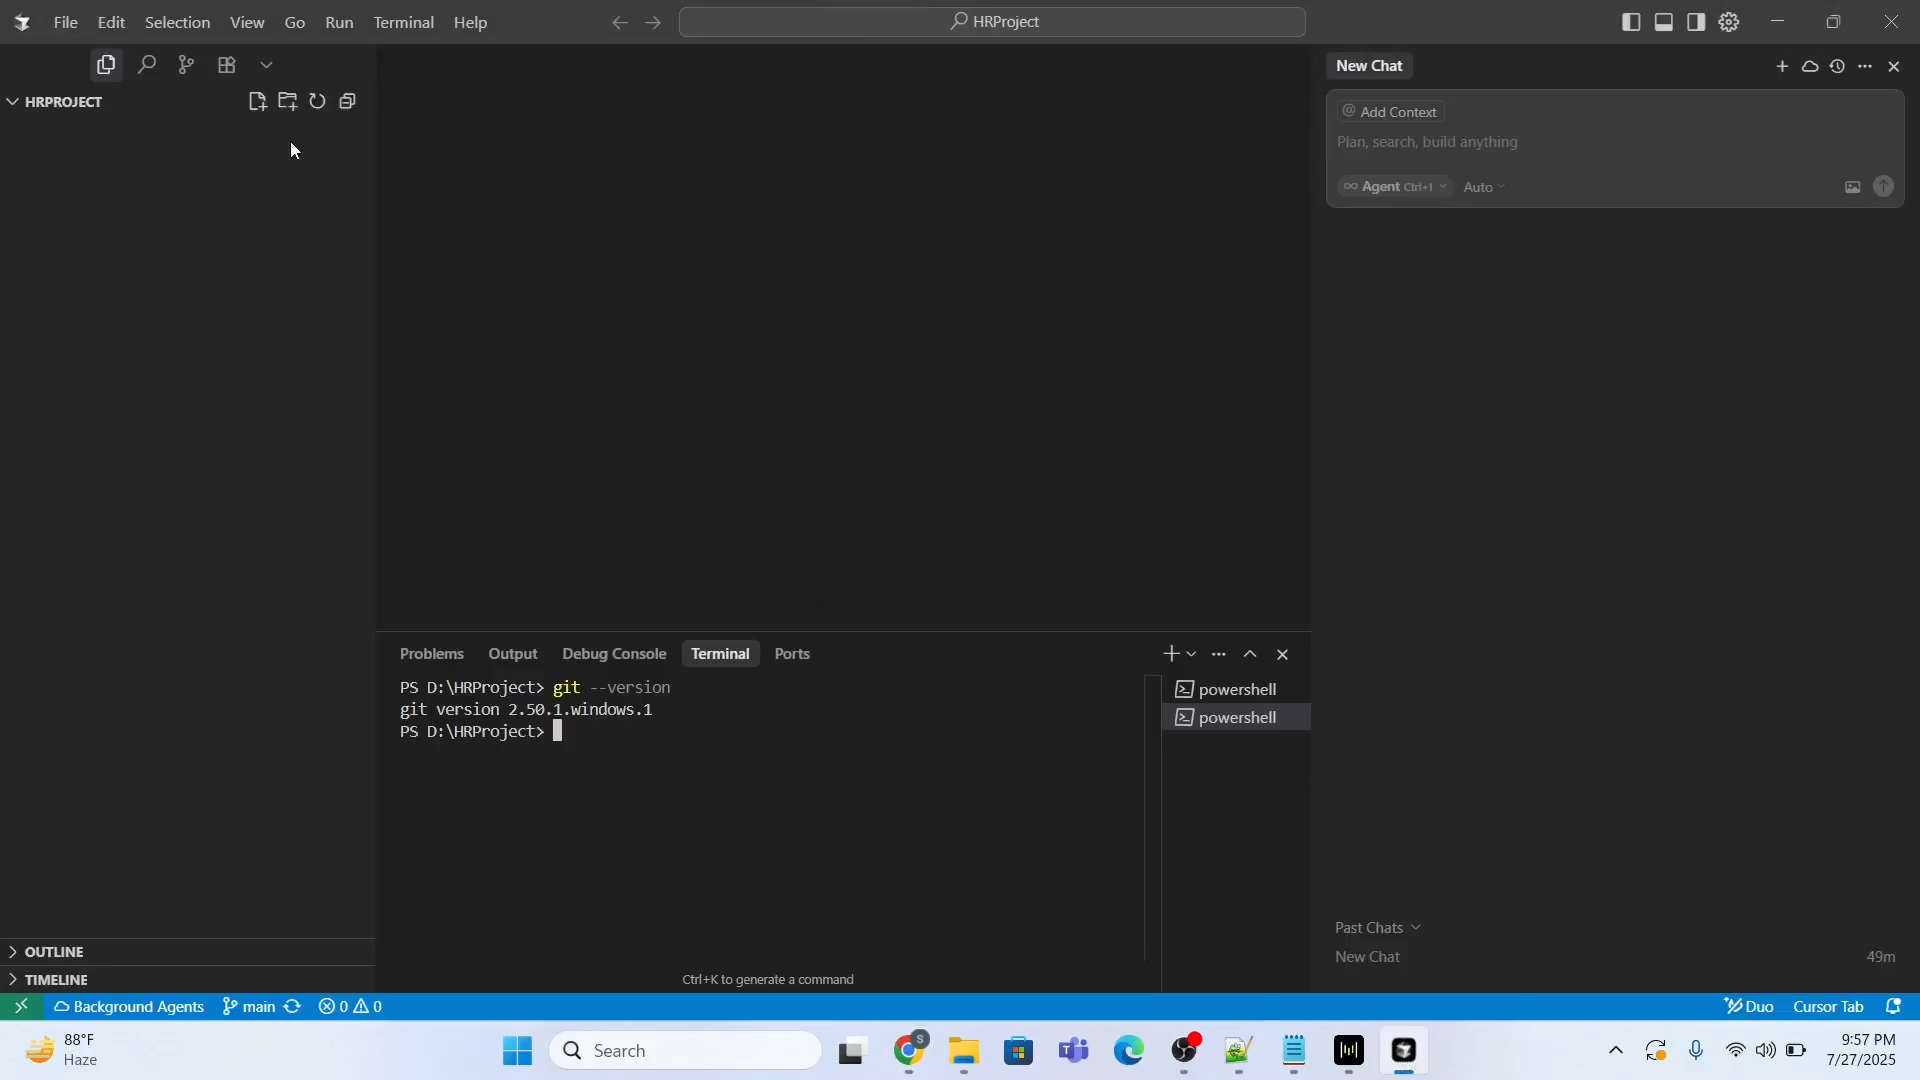 File Edit Selection View Go Run Terminal Help
HRProject
HRPROJECT
New Chat
@ Add Context
Plan, search, build anything
∞ Agent Ctrl+I Auto
Problems Output Debug Console Terminal Ports
PS D:\HRProject> git --version
git version 2.50.1.windows.1
PS D:\HRProject>
powershell
powershell
Ctrl+K to generate a command
Past Chats
New Chat 49m
OUTLINE
TIMELINE
Background Agents main 0 0 Duo Cursor Tab
88°F
Haze
Search
S
9:57 PM
7/27/2025